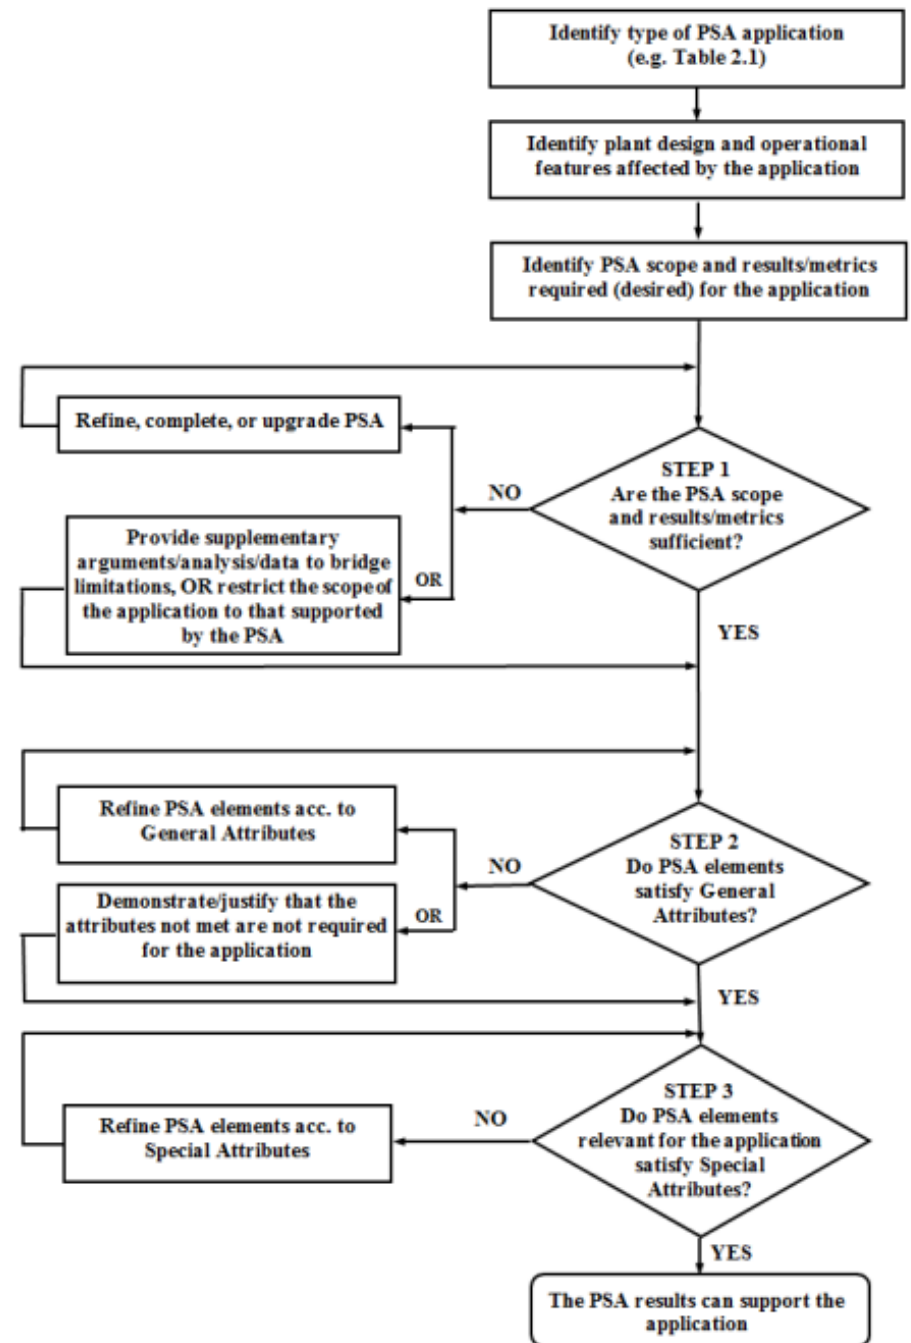 Identify type of PSA application
(e.g. Table 2.1)
Identify plant design and operational
features affected by the application
Identify PSA scope and results/metrics
required (desired) for the application
Refine, complete, or upgrade PSA
STEP 1
Are the PSA scope
and results/metrics
sufficient?
NO
Provide supplementary
arguments/analysis/data to bridge
limitations, OR restrict the scope of
the application to that supported
by the PSA
OR
YES
Refine PSA elements acc. to
General Attributes
STEP 2
Do PSA elements
satisfy General
Attributes?
NO
Demonstrate/justify that the
attributes not met are not required
for the application
OR
YES
STEP 3
Do PSA elements
relevant for the application
satisfy Special
Attributes?
NO
Refine PSA elements acc. to
Special Attributes
YES
The PSA results can support the
application